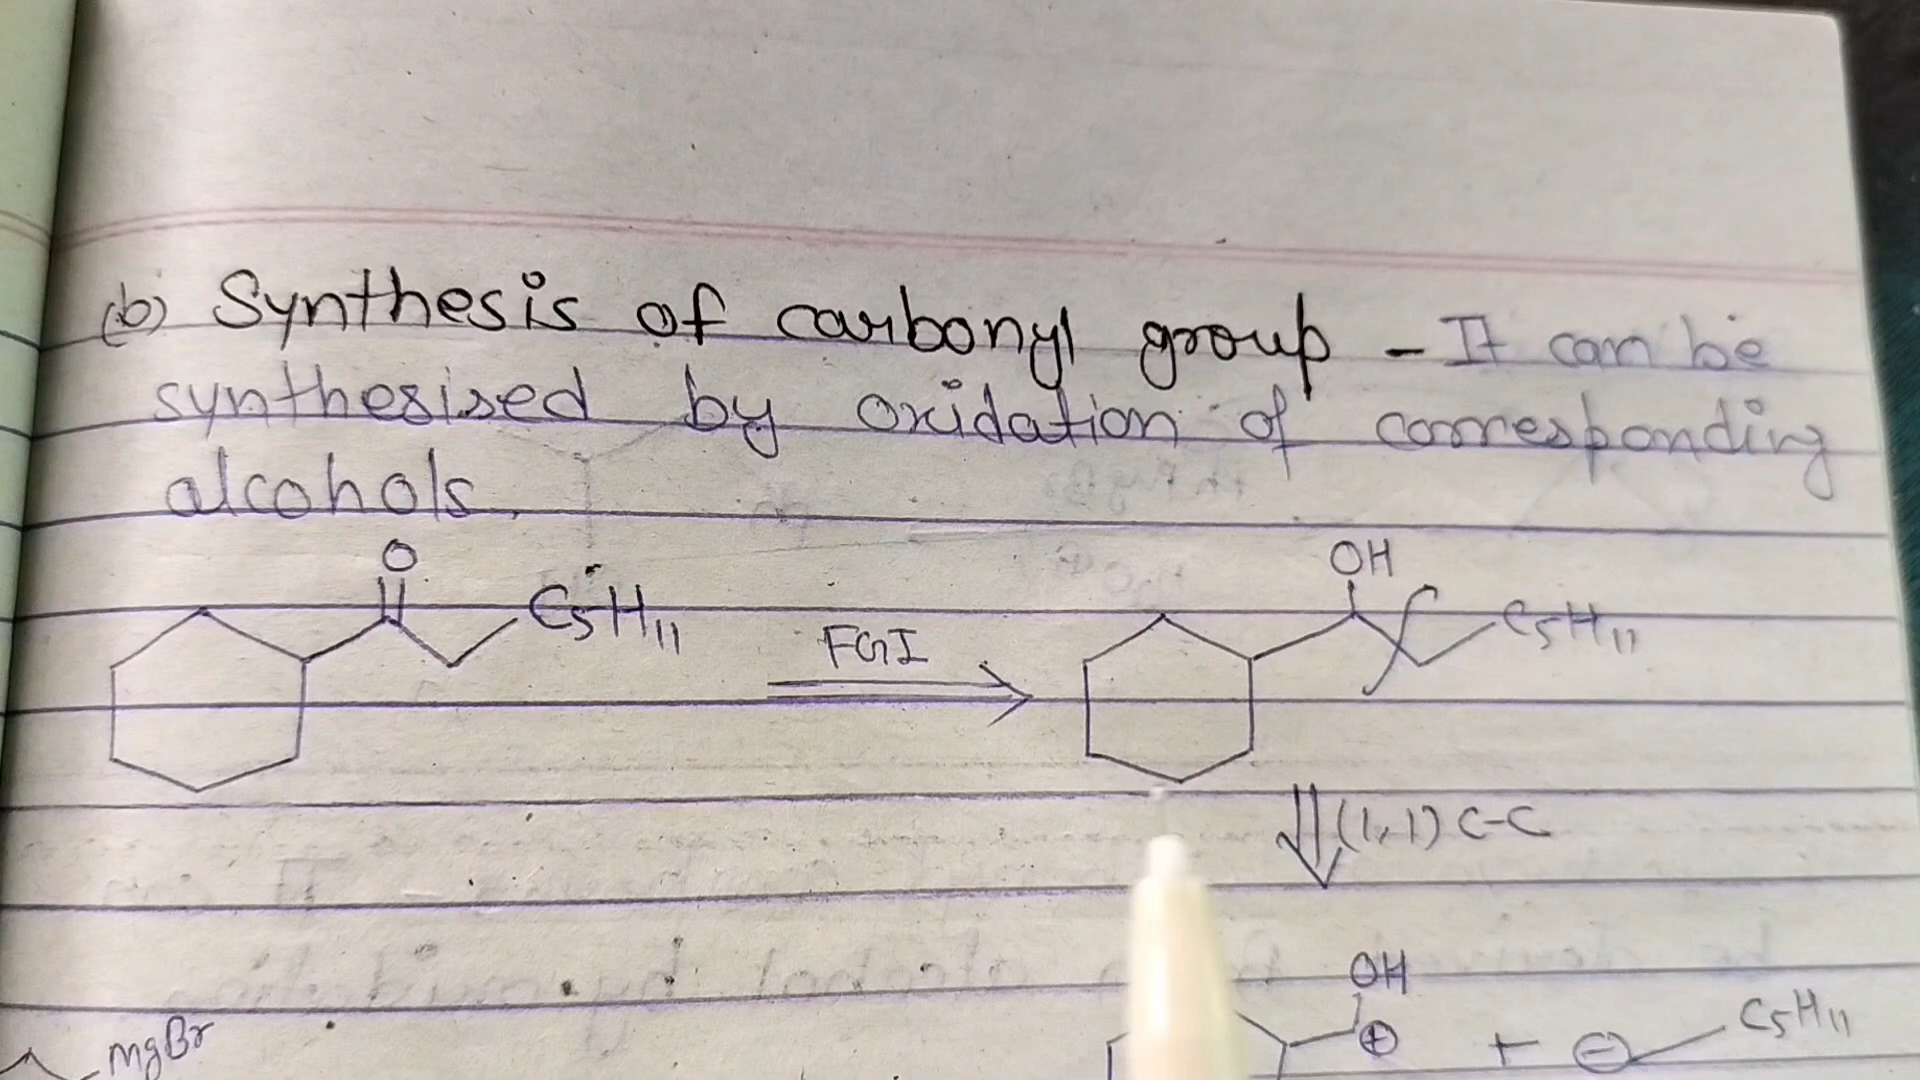 (b) Synthesis of carbonyl group - It can be
synthesised by oxidation of corresponding
alcohols.
O
C5H11
FGI
OH
C5H11
(1,1) C-C
OH
⊕ + ⊖ C5H11
MgBr